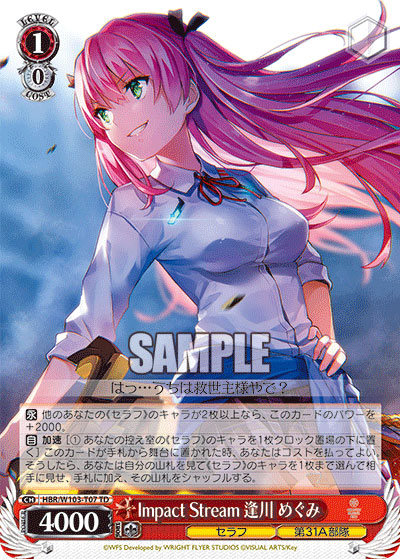 LEVEL
1
0
COST
SAMPLE
はっ…っちは救世主様やで?
永 他のあなたの《セラフ》のキャラが2枚以上なら、このカードのパワーを
+2000。
自 加速 [① あなたの控え室の《セラフ》のキャラを1枚クロック置場の下に置
く] このカードが手札から舞台に置かれた時、あなたはコストを払ってよい。
そうしたら、あなたは自分の山札を見て《セラフ》のキャラを1枚まで選んで相
手に見せ、手札に加え、その山札をシャッフルする。
CH HBR/W103-T07 TD
4000
Impact Stream 逢川 めぐみ
セラフ
第31A部隊
©WFS Developed by WRIGHT FLYER STUDIOS ©VISUAL ARTS/Key